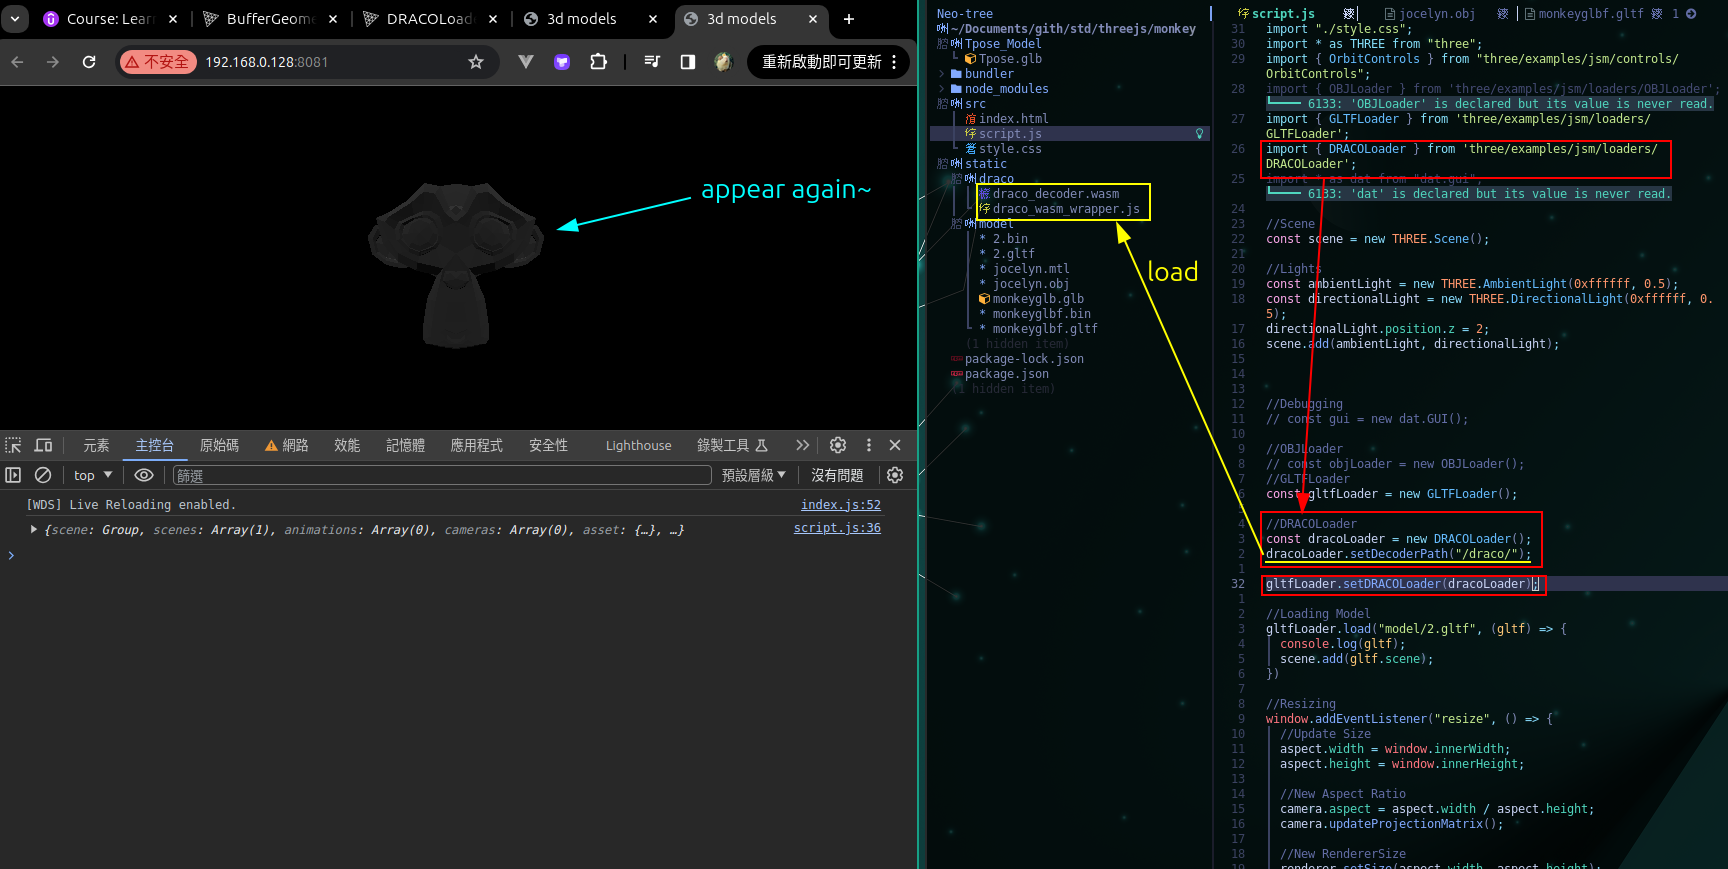 Course: Learn
BufferGeome
DRACOLoade
3d models
3d models
不安全
192.168.0.128:8081
重新啟動即可更新
appear again~
元素
主控台
原始碼
網路
效能
記憶體
應用程式
安全性
Lighthouse
錄製工具
top
篩選
預設層級
沒有問題
[WDS] Live Reloading enabled.
index.js:52
{scene: Group, scenes: Array(1), animations: Array(0), cameras: Array(0), asset: {…}, …}
script.js:36
Neo-tree
~/Documents/gith/std/threejs/monkey
Tpose_Model
Tpose.glb
bundler
node_modules
src
index.html
script.js
style.css
static
draco
draco_decoder.wasm
draco_wasm_wrapper.js
model
* 2.bin
* 2.gltf
* jocelyn.mtl
* jocelyn.obj
monkeyglb.glb
* monkeyglbf.bin
* monkeyglbf.gltf
(1 hidden item)
package-lock.json
package.json
(1 hidden item)
load
script.js
jocelyn.obj
monkeyglbf.gltf
1
31 import "./style.css";
30 import * as THREE from "three";
29 import { OrbitControls } from "three/examples/jsm/controls/
OrbitControls";
28 import { OBJLoader } from 'three/examples/jsm/loaders/OBJLoader';
6133: 'OBJLoader' is declared but its value is never read.
27 import { GLTFLoader } from 'three/examples/jsm/loaders/
GLTFLoader';
26 import { DRACOLoader } from 'three/examples/jsm/loaders/
DRACOLoader';
25 import * as dat from "dat.gui";
6133: 'dat' is declared but its value is never read.
24
23 //Scene
22 const scene = new THREE.Scene();
21
20 //Lights
19 const ambientLight = new THREE.AmbientLight(0xffffff, 0.5);
18 const directionalLight = new THREE.DirectionalLight(0xffffff, 0.
5);
17 directionalLight.position.z = 2;
16 scene.add(ambientLight, directionalLight);
15
14
13
12 //Debugging
11 // const gui = new dat.GUI();
10
9 //OBJLoader
8 // const objLoader = new OBJLoader();
7 //GLTFLoader
6 const gltfLoader = new GLTFLoader();
4 //DRACOLoader
3 const dracoLoader = new DRACOLoader();
2 dracoLoader.setDecoderPath("/draco/");
1
32 gltfLoader.setDRACOLoader(dracoLoader);
1
2 //Loading Model
3 gltfLoader.load("model/2.gltf", (gltf) => {
4 console.log(gltf);
5 scene.add(gltf.scene);
6 })
7
8 //Resizing
9 window.addEventListener("resize", () => {
10 //Update Size
11 aspect.width = window.innerWidth;
12 aspect.height = window.innerHeight;
13
14 //New Aspect Ratio
15 camera.aspect = aspect.width / aspect.height;
16 camera.updateProjectionMatrix();
17
18 //New RendererSize
19 renderer.setSize(aspect.width, aspect.height);